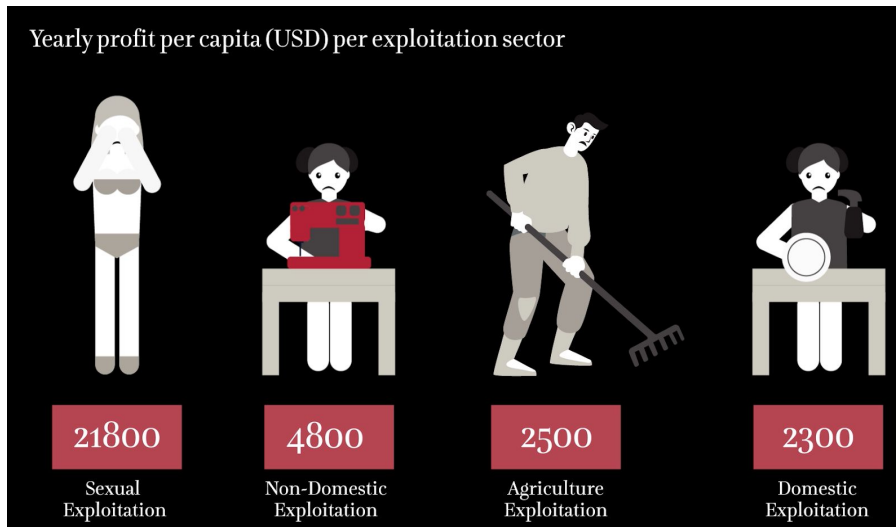 Yearly profit per capita (USD) per exploitation sector
21800
4800
2500
2300
Sexual
Exploitation
Non-Domestic
Exploitation
Agriculture
Exploitation
Domestic
Exploitation